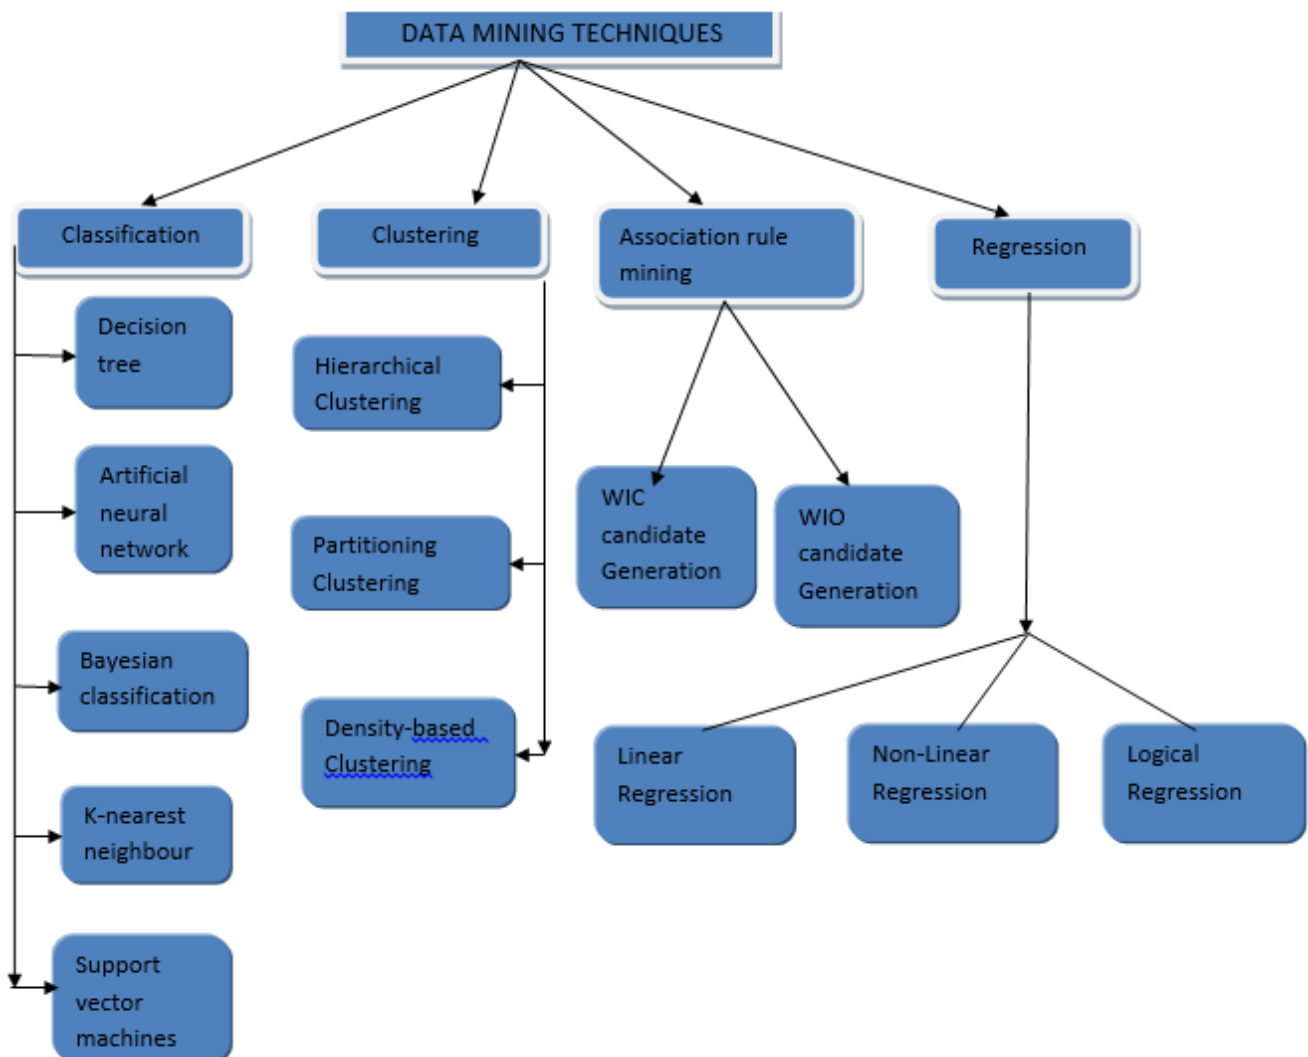 DATA MINING TECHNIQUES
Classification
Clustering
Association rule
mining
Regression
Decision
tree
Artificial
neural
network
Bayesian
classification
K-nearest
neighbour
Support
vector
machines
Hierarchical
Clustering
Partitioning
Clustering
Density-based
Clustering
WIC
candidate
Generation
WIO
candidate
Generation
Linear
Regression
Non-Linear
Regression
Logical
Regression